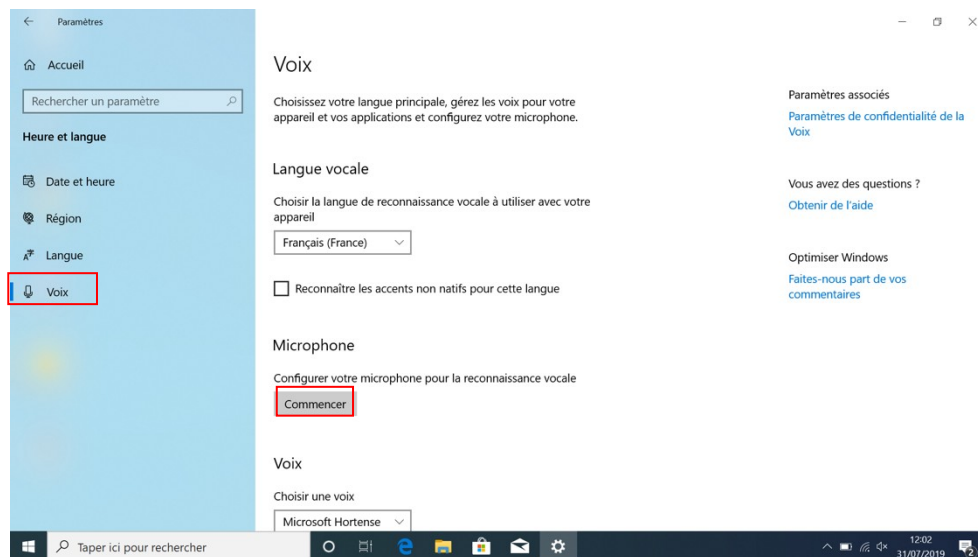 Paramètres
Accueil
Rechercher un paramètre
Heure et langue
Date et heure
Région
Langue
Voix
Voix
Choisissez votre langue principale, gérez les voix pour votre
appareil et vos applications et configurez votre microphone.
Langue vocale
Choisir la langue de reconnaissance vocale à utiliser avec votre
appareil
Français (France)
Reconnaître les accents non natifs pour cette langue
Microphone
Configurer votre microphone pour la reconnaissance vocale
Commencer
Voix
Choisir une voix
Microsoft Hortense
Paramètres associés
Paramètres de confidentialité de la
Voix
Vous avez des questions ?
Obtenir de l'aide
Optimiser Windows
Faites-nous part de vos
commentaires
Taper ici pour rechercher
12:02
31/07/2019
2